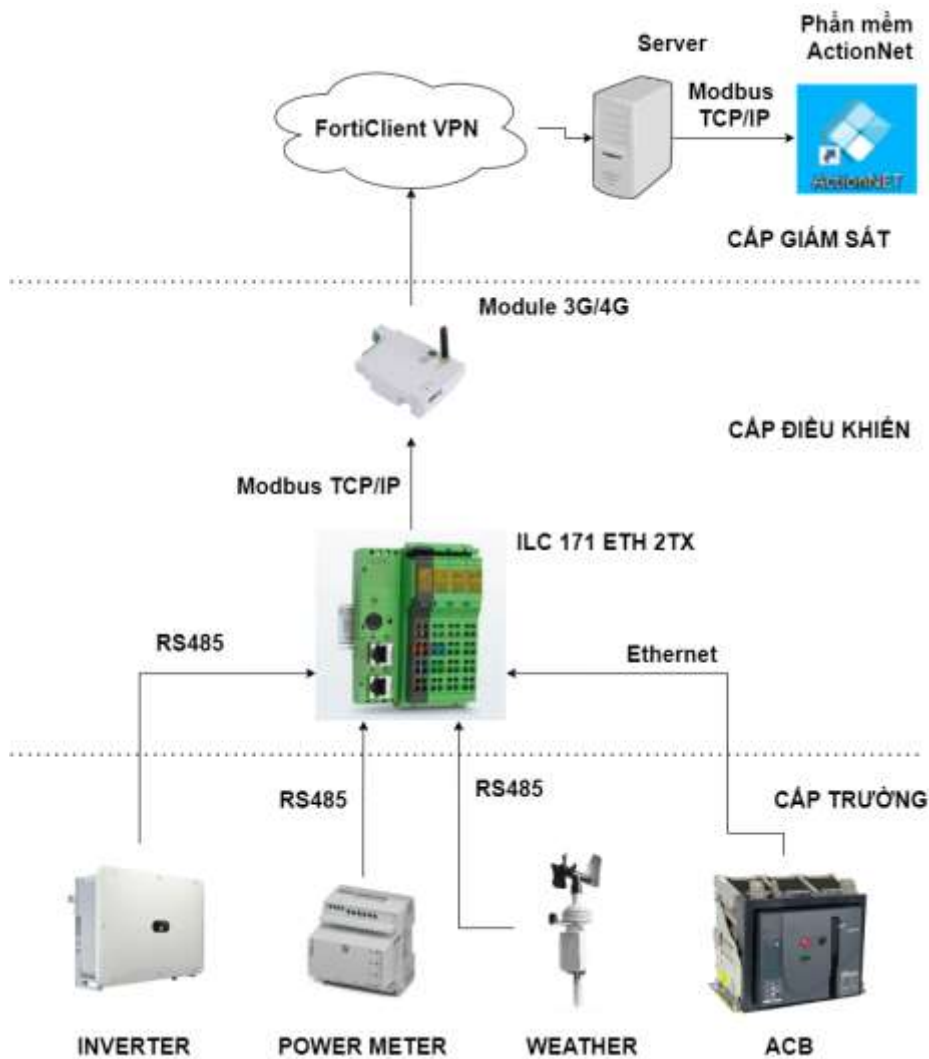 Phần mềm
ActionNet
Server
Modbus
TCP/IP
FortiClient VPN
ActionNET
CẤP GIÁM SÁT
Module 3G/4G
CẤP ĐIỀU KHIỂN
Modbus TCP/IP
ILC 171 ETH 2TX
RS485
Ethernet
RS485
RS485
CẤP TRƯỜNG
INVERTER
POWER METER
WEATHER
ACB